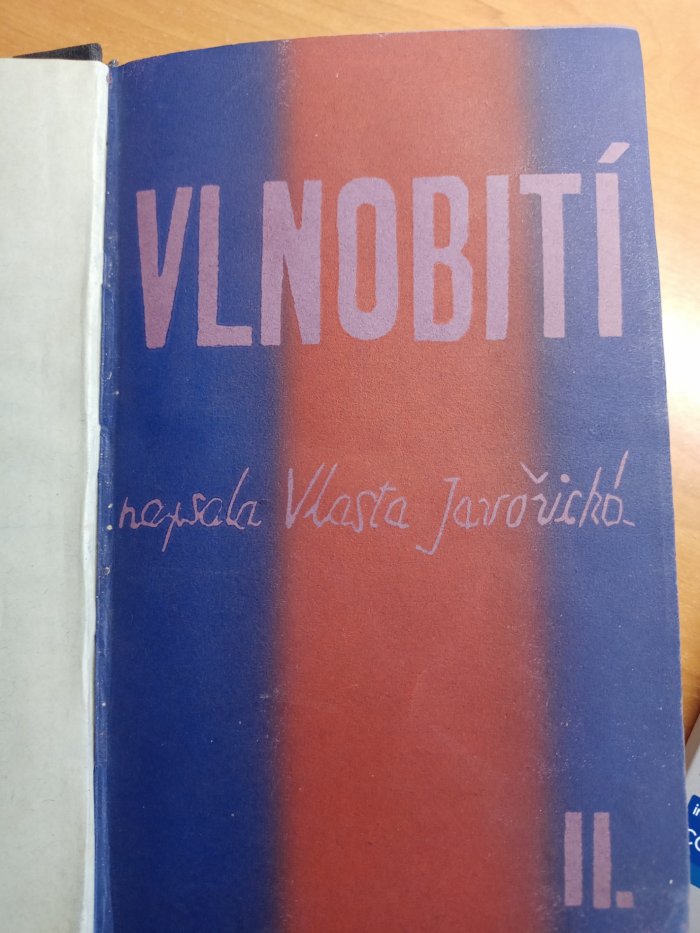 VLNOBITÍ
napsala Vlasta Javořická
II.